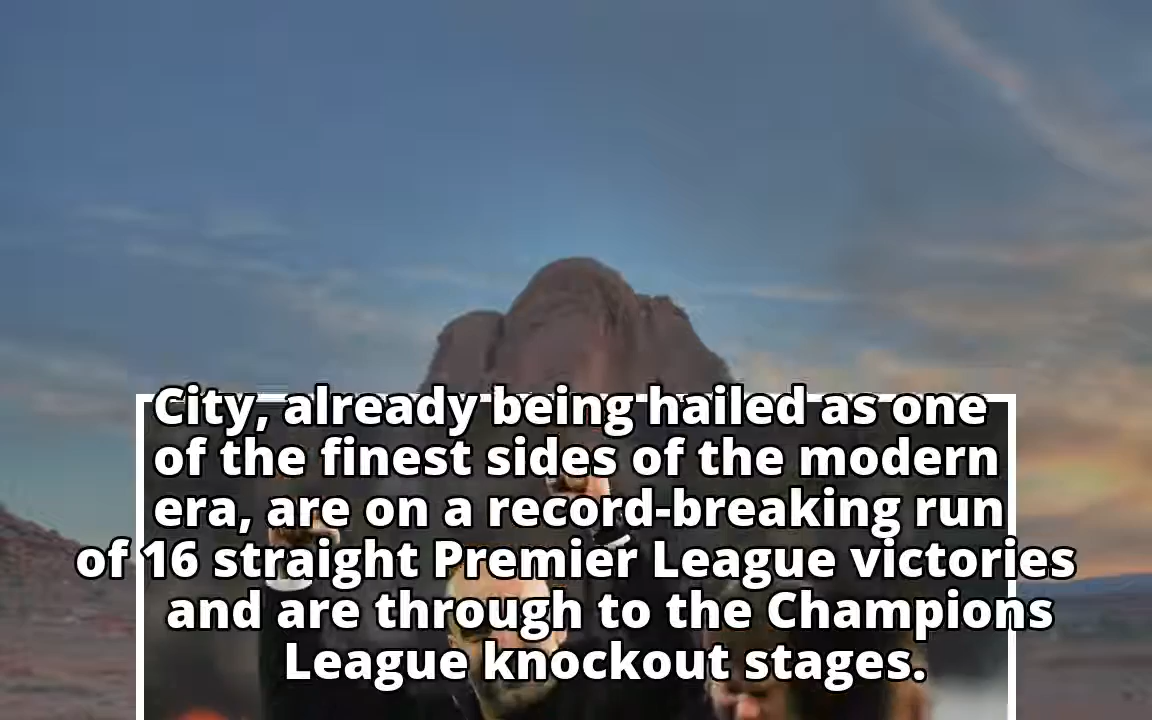 City, already being hailed as one
of the finest sides of the modern
era, are on a record-breaking run
of 16 straight Premier League victories
and are through to the Champions
League knockout stages.